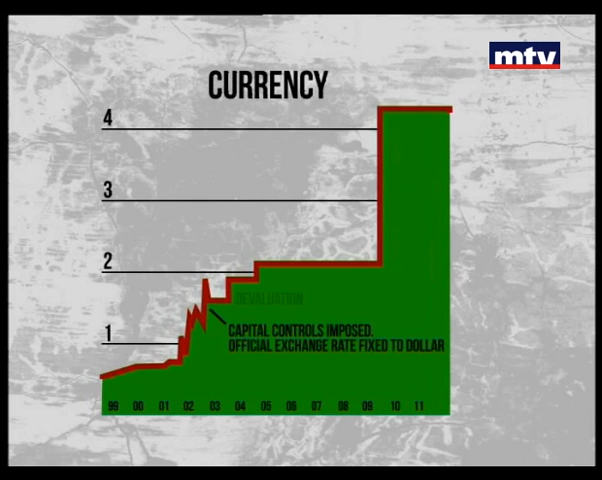 mtv
CURRENCY
4
3
2
DEVALUATION
1
CAPITAL CONTROLS IMPOSED.
OFFICIAL EXCHANGE RATE FIXED TO DOLLAR
99 00 01 02 03 04 05 06 07 08 09 10 11